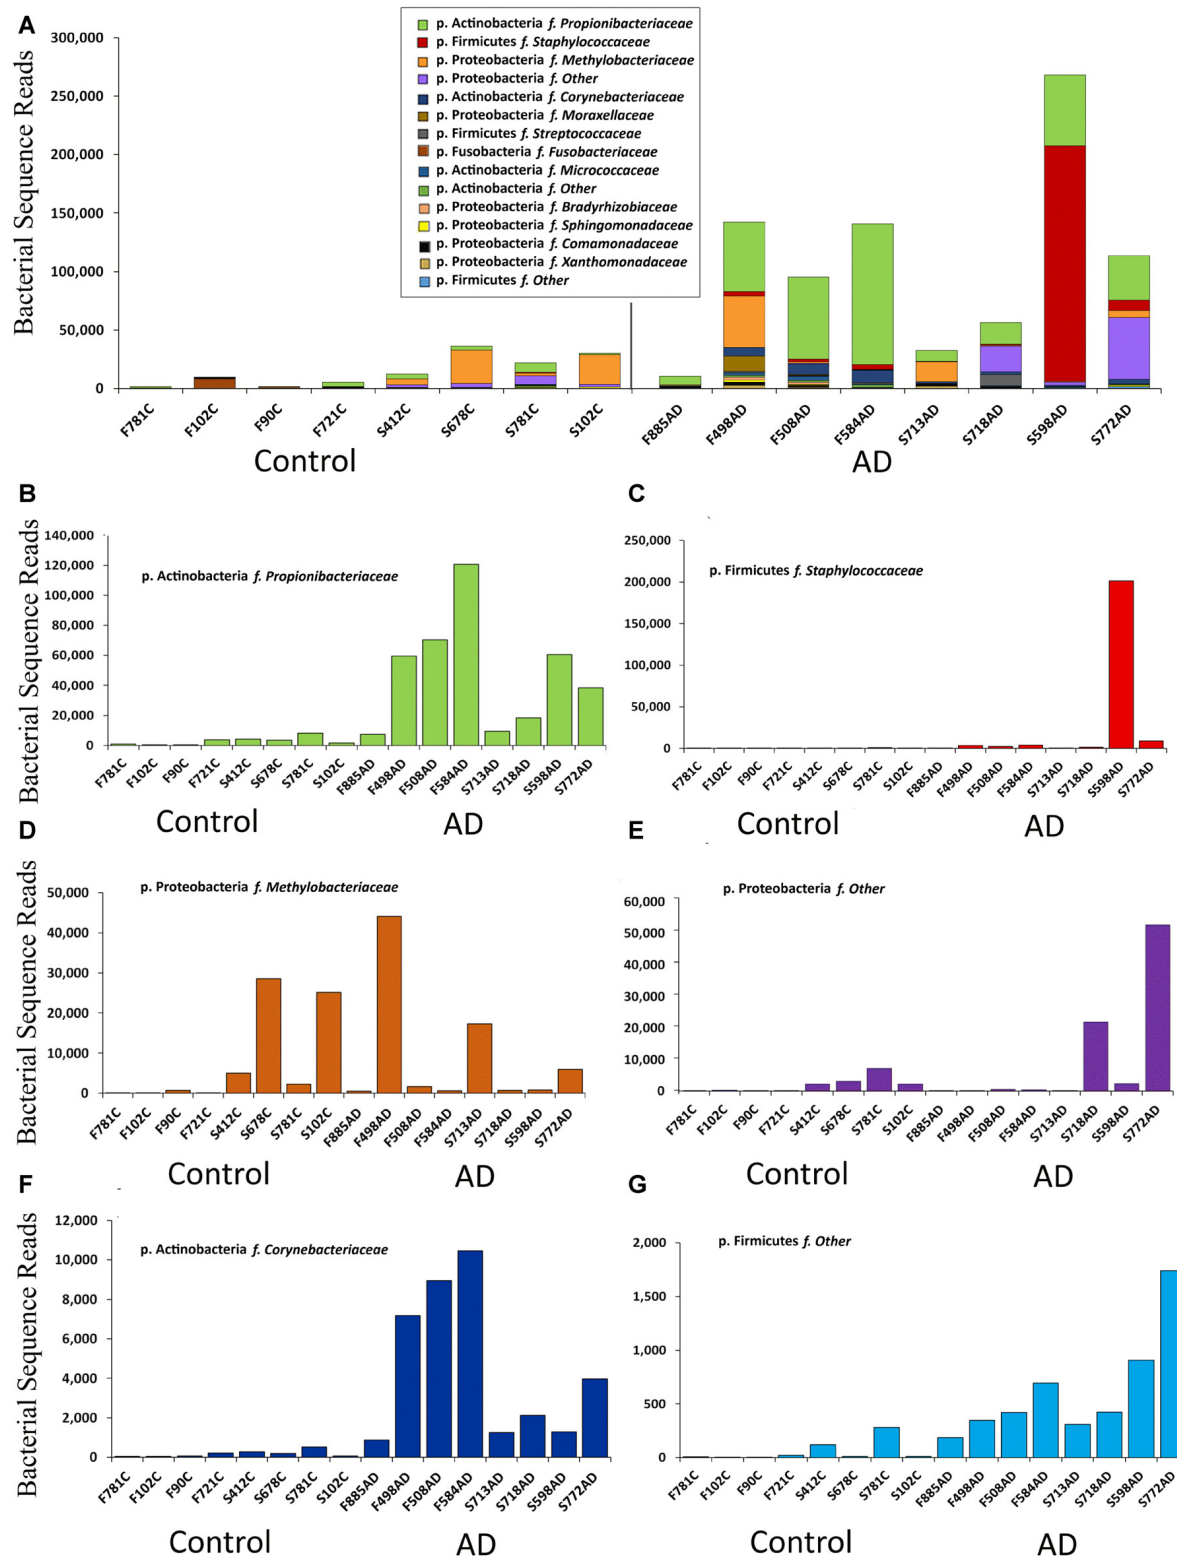 A
Bacterial Sequence Reads
300,000
250,000
200,000
150,000
100,000
50,000
0
p. Actinobacteria f. Propionibacteriaceae
p. Firmicutes f. Staphylococcaceae
p. Proteobacteria f. Methylobacteriaceae
p. Proteobacteria f. Other
p. Actinobacteria f. Corynebacteriaceae
p. Proteobacteria f. Moraxellaceae
p. Firmicutes f. Streptococcaceae
p. Fusobacteria f. Fusobacteriaceae
p. Actinobacteria f. Micrococcaceae
p. Actinobacteria f. Other
p. Proteobacteria f. Bradyrhizobiaceae
p. Proteobacteria f. Sphingomonadaceae
p. Proteobacteria f. Comamonadaceae
p. Proteobacteria f. Xanthomonadaceae
p. Firmicutes f. Other
F781C F102C F90C F721C S412C S678C S781C S102C F885AD F498AD F508AD F584AD S713AD S718AD S598AD S772AD
Control AD
B
Bacterial Sequence Reads
140,000
120,000
100,000
80,000
60,000
40,000
20,000
0
p. Actinobacteria f. Propionibacteriaceae
F781C F102C F90C F721C S412C S678C S781C S102C F885AD F498AD F508AD F584AD S713AD S718AD S598AD S772AD
Control AD
C
250,000
200,000
150,000
100,000
50,000
0
p. Firmicutes f. Staphylococcaceae
F781C F102C F90C F721C S412C S678C S781C S102C F885AD F498AD F508AD F584AD S713AD S718AD S598AD S772AD
Control AD
D
Bacterial Sequence Reads
50,000
40,000
30,000
20,000
10,000
0
p. Proteobacteria f. Methylobacteriaceae
F781C F102C F90C F721C S412C S678C S781C S102C F885AD F498AD F508AD F584AD S713AD S718AD S598AD S772AD
Control AD
E
60,000
50,000
40,000
30,000
20,000
10,000
0
p. Proteobacteria f. Other
F781C F102C F90C F721C S412C S678C S781C S102C F885AD F498AD F508AD F584AD S713AD S718AD S598AD S772AD
Control AD
F
Bacterial Sequence Reads
12,000
10,000
8,000
6,000
4,000
2,000
0
p. Actinobacteria f. Corynebacteriaceae
F781C F102C F90C F721C S412C S678C S781C S102C F885AD F498AD F508AD F584AD S713AD S718AD S598AD S772AD
Control AD
G
2,000
1,500
1,000
500
0
p. Firmicutes f. Other
F781C F102C F90C F721C S412C S678C S781C S102C F885AD F498AD F508AD F584AD S713AD S718AD S598AD S772AD
Control AD